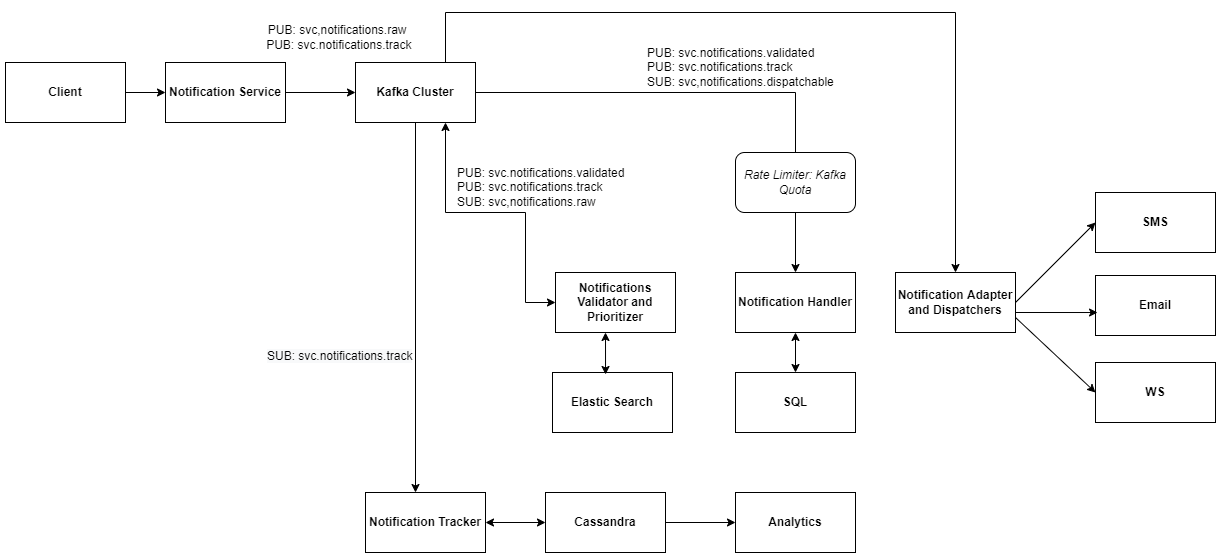 PUB: svc,notifications.raw
PUB: svc.notifications.track
PUB: svc.notifications.validated
PUB: svc.notifications.track
SUB: svc,notifications.dispatchable
Client
Notification Service
Kafka Cluster
PUB: svc.notifications.validated
PUB: svc.notifications.track
SUB: svc,notifications.raw
Rate Limiter: Kafka
Quota
SMS
Notifications
Validator and
Prioritizer
Notification Handler
Notification Adapter
and Dispatchers
Email
SUB: svc.notifications.track
Elastic Search
SQL
WS
Notification Tracker
Cassandra
Analytics